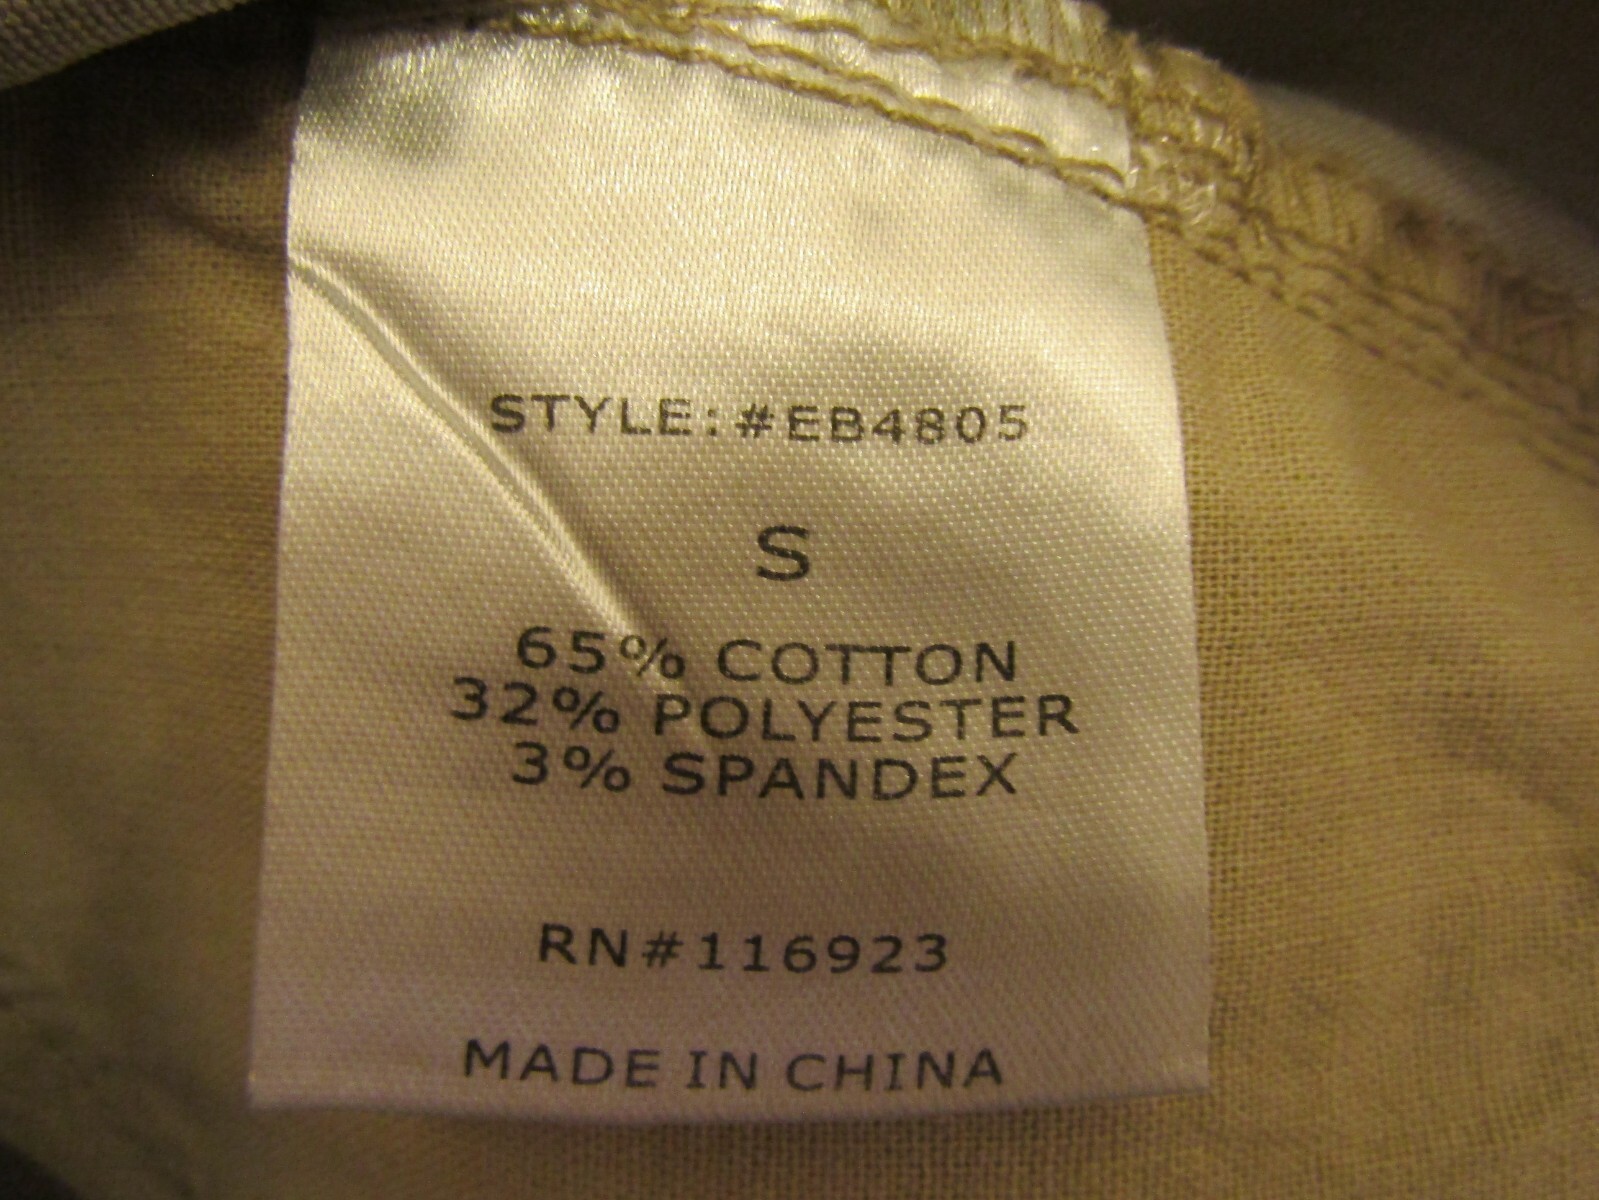 STYLE: #EB4805
S
65% COTTON
32% POLYESTER
3% SPANDEX
RN#116923
MADE IN CHINA